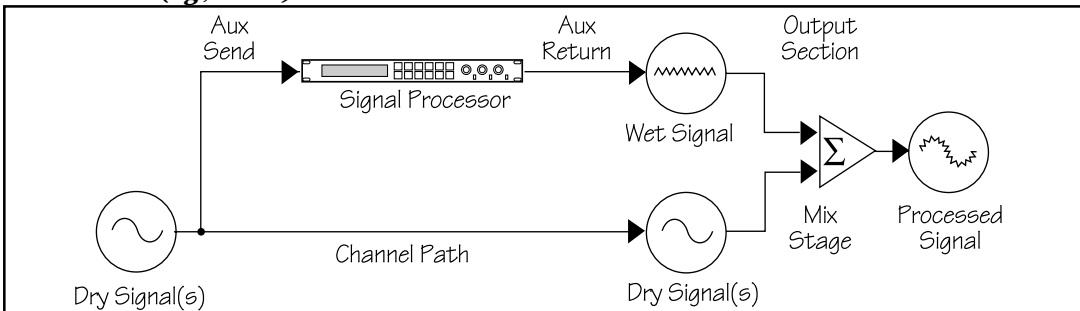 Aux
Send
Aux
Return
Output
Section
Signal Processor
Wet Signal
Σ
Mix
Stage
Processed
Signal
Channel Path
Dry Signal(s)
Dry Signal(s)